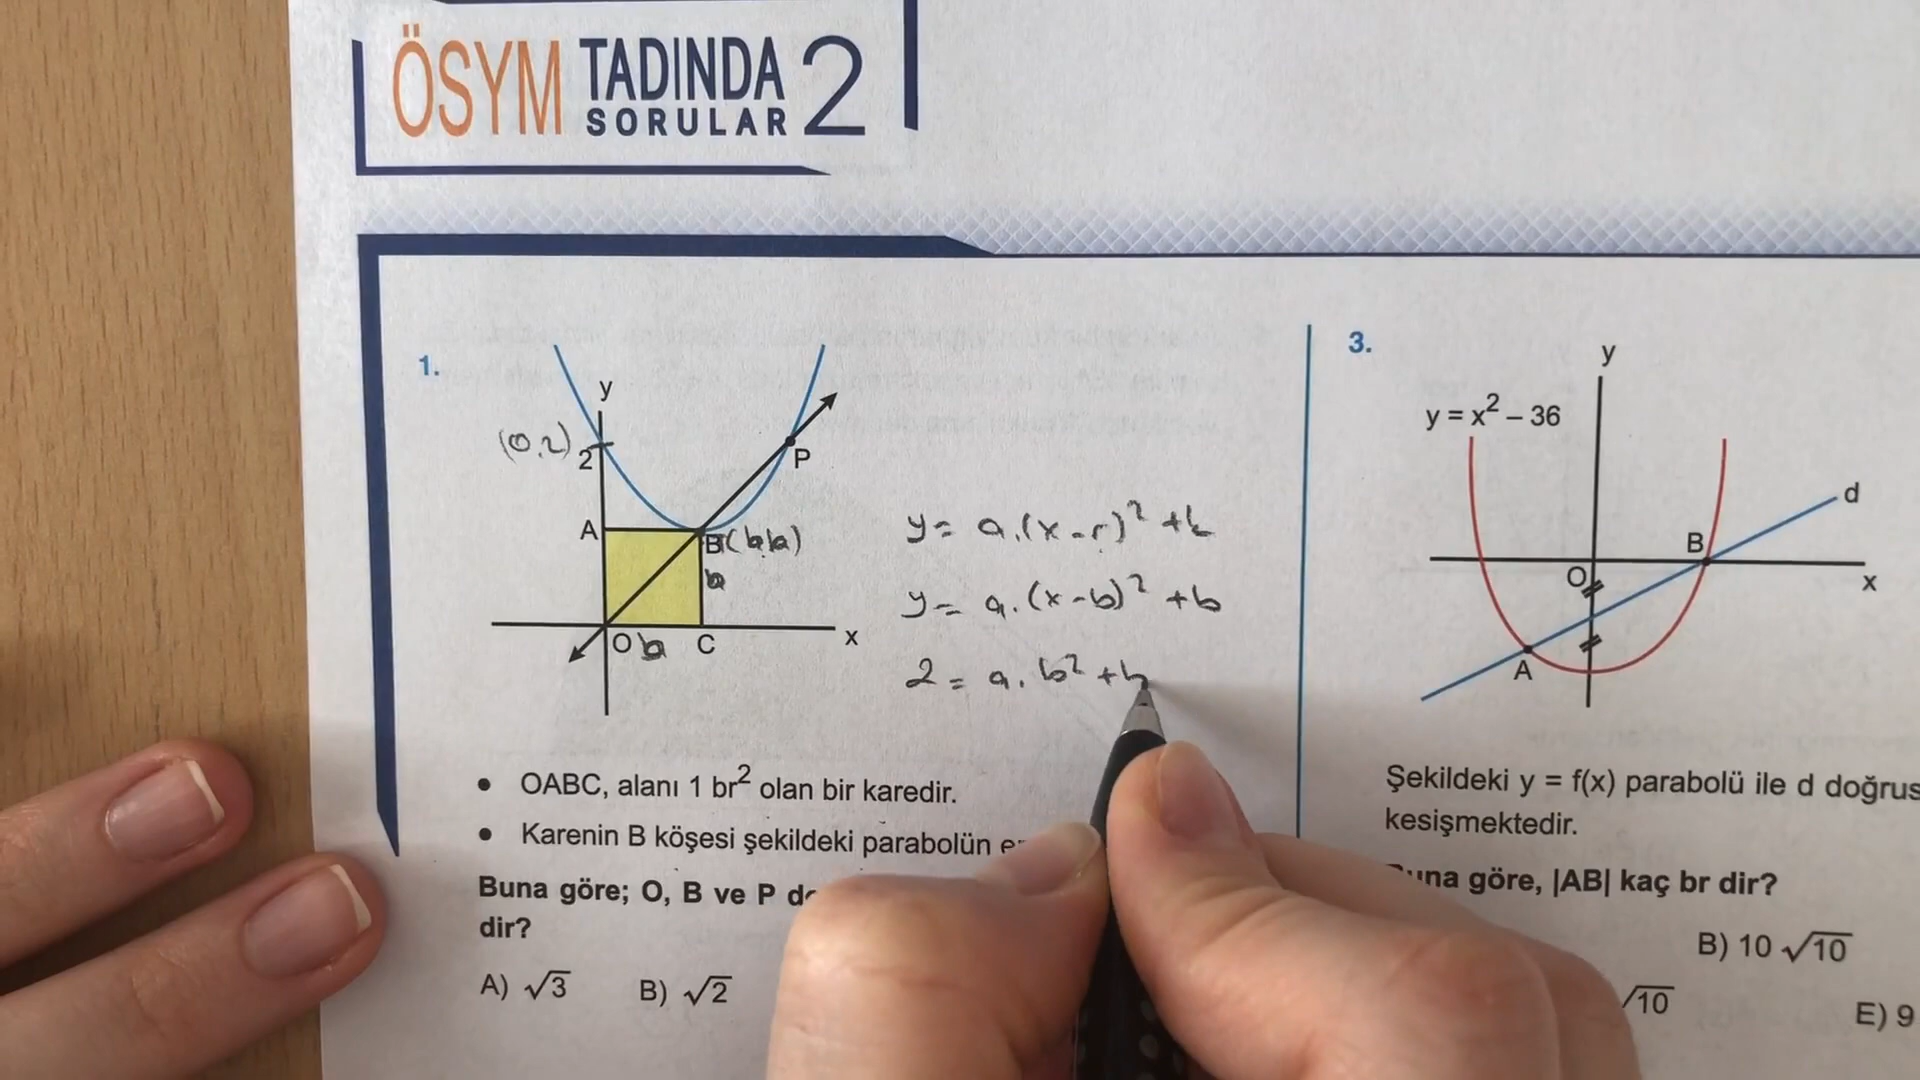 ÖSYM TADINDA SORULAR 2
1.
y
(0,2)
2
P
A
B(b,b)
b
O b C x
y = a.(x-r)² + k
y = a.(x-b)² + b
2 = a.b² + b
• OABC, alanı 1 br² olan bir karedir.
• Karenin B köşesi şekildeki parabolün
Buna göre; O, B ve P
dir?
A) √3 B) √2
3.
y
y = x² – 36
d
B
O
x
A
Şekildeki y = f(x) parabolü ile d
kesişmektedir.
göre, |AB| kaç br dir?
B) 10 √10
√10
E) 9